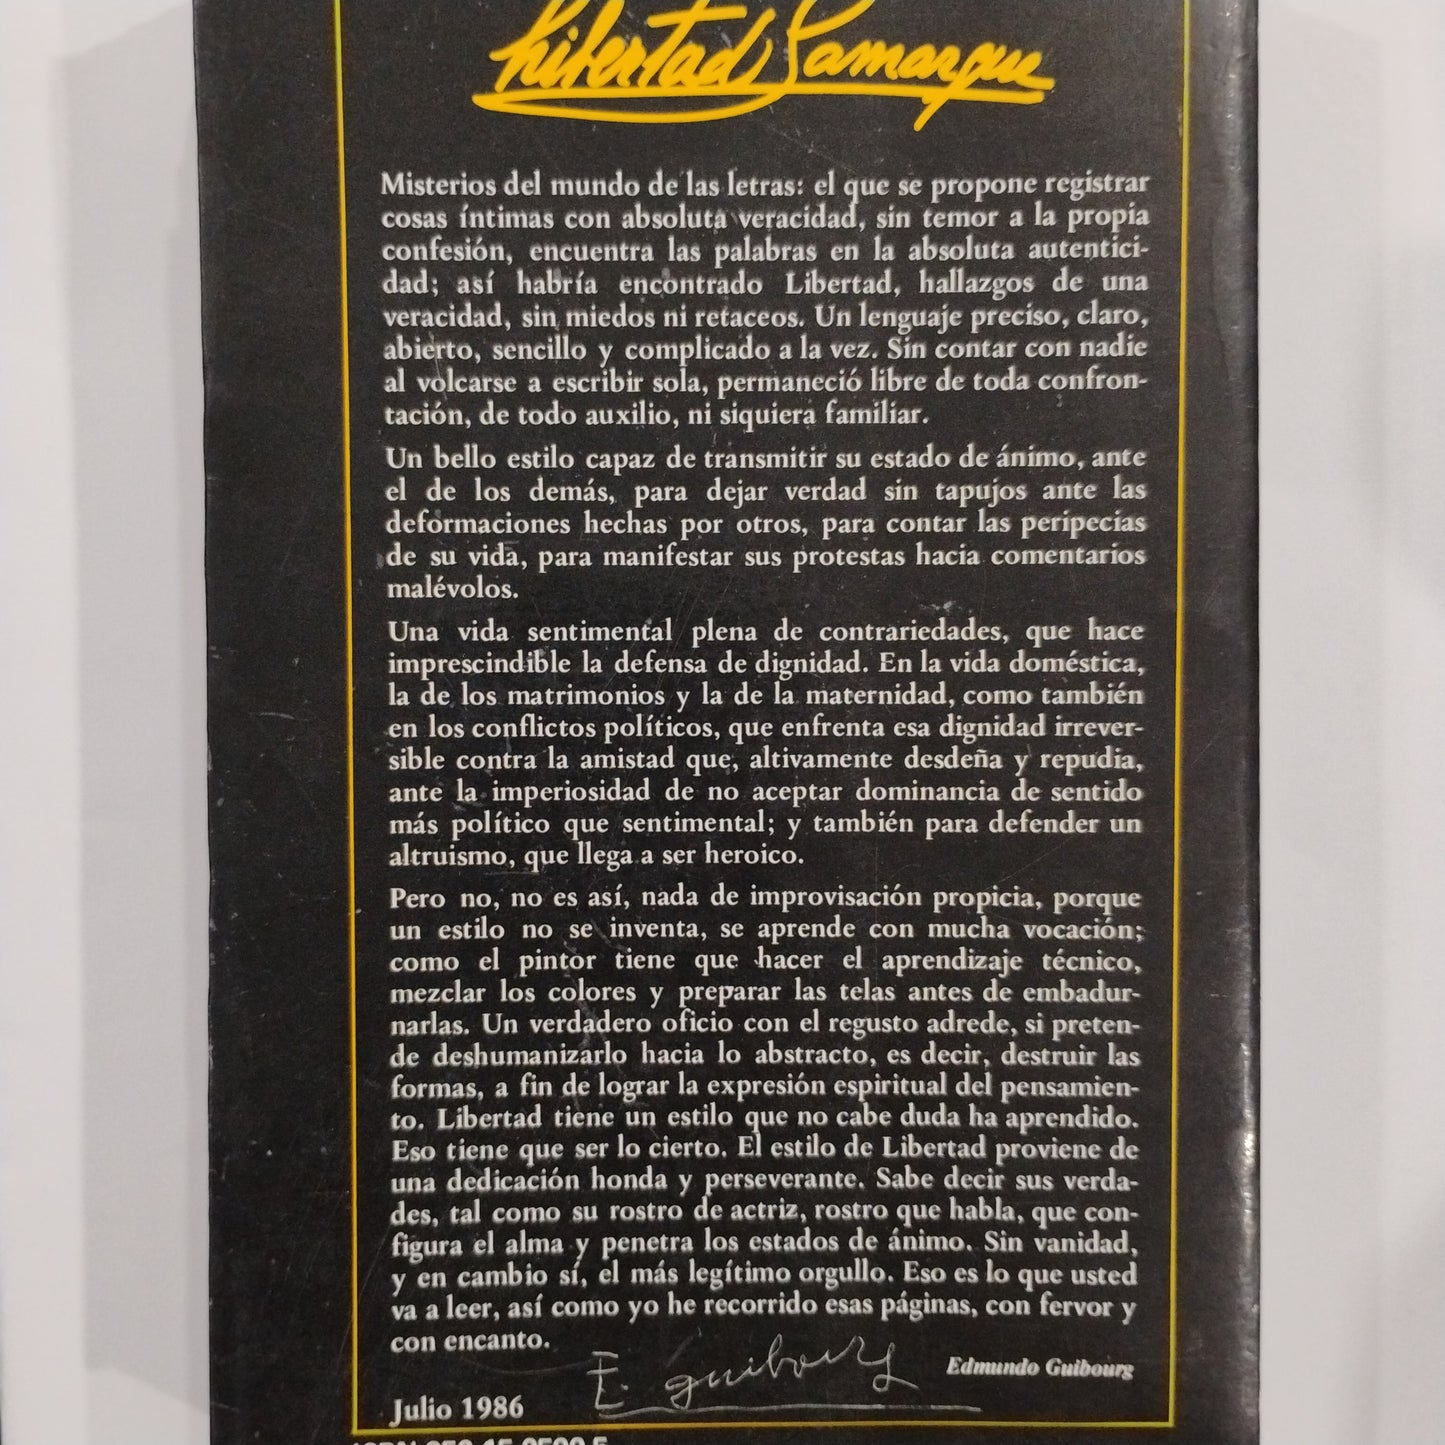 Libertad Lamarque
Misterios del mundo de las letras: el que se propone registrar
cosas íntimas con absoluta veracidad, sin temor a la propia
confesión, encuentra las palabras en la absoluta autentici-
dad; así habría encontrado Libertad, hallazgos de una
veracidad, sin miedos ni retaceos. Un lenguaje preciso, claro,
abierto, sencillo y complicado a la vez. Sin contar con nadie
al volcarse a escribir sola, permaneció libre de toda confron-
tación, de todo auxilio, ni siquiera familiar.
Un bello estilo capaz de transmitir su estado de ánimo, ante
el de los demás, para dejar verdad sin tapujos ante las
deformaciones hechas por otros, para contar las peripecias
de su vida, para manifestar sus protestas hacia comentarios
malévolos.
Una vida sentimental plena de contrariedades, que hace
imprescindible la defensa de dignidad. En la vida doméstica,
la de los matrimonios y la de la maternidad, como también
en los conflictos políticos, que enfrenta esa dignidad irrever-
sible contra la amistad que, altivamente desdeña y repudia,
ante la imperiosidad de no aceptar dominancia de sentido
más político que sentimental; y también para defender un
altruismo, que llega a ser heroico.
Pero no, no es así, nada de improvisación propicia, porque
un estilo no se inventa, se aprende con mucha vocación;
como el pintor tiene que hacer el aprendizaje técnico,
mezclar los colores y preparar las telas antes de embadur-
narlas. Un verdadero oficio con el regusto adrede, si preten-
de deshumanizarlo hacia lo abstracto, es decir, destruir las
formas, a fin de lograr la expresión espiritual del pensamien-
to. Libertad tiene un estilo que no cabe duda ha aprendido.
Eso tiene que ser lo cierto. El estilo de Libertad proviene de
una dedicación honda y perseverante. Sabe decir sus verda-
des, tal como su rostro de actriz, rostro que habla, que con-
figura el alma y penetra los estados de ánimo. Sin vanidad,
y en cambio sí, el más legítimo orgullo. Eso es lo que usted
va a leer, así como yo he recorrido esas páginas, con fervor y
con encanto.
E. Guibourg
Edmundo Guibourg
Julio 1986
ISBN 950-15-0599-5